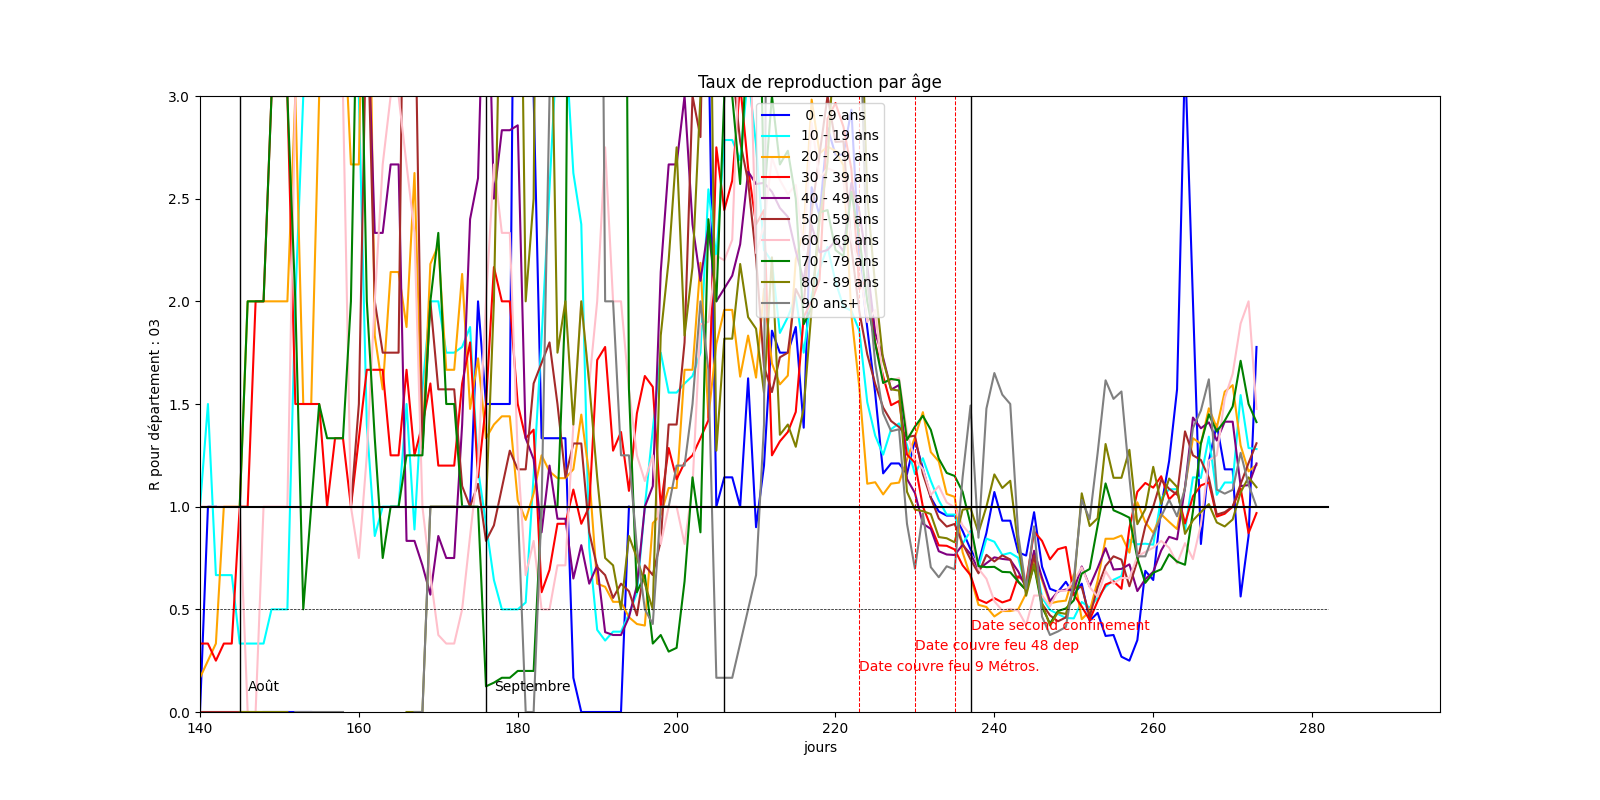 Taux de reproduction par âge
3.0
2.5
2.0
1.5
1.0
0.5
0.0
R pour département : 03
0 - 9 ans
10 - 19 ans
20 - 29 ans
30 - 39 ans
40 - 49 ans
50 - 59 ans
60 - 69 ans
70 - 79 ans
80 - 89 ans
90 ans+
Date second confinement
Date couvre feu 48 dep
Date couvre feu 9 Métros.
Août
Septembre
140 160 180 200 220 240 260 280
jours